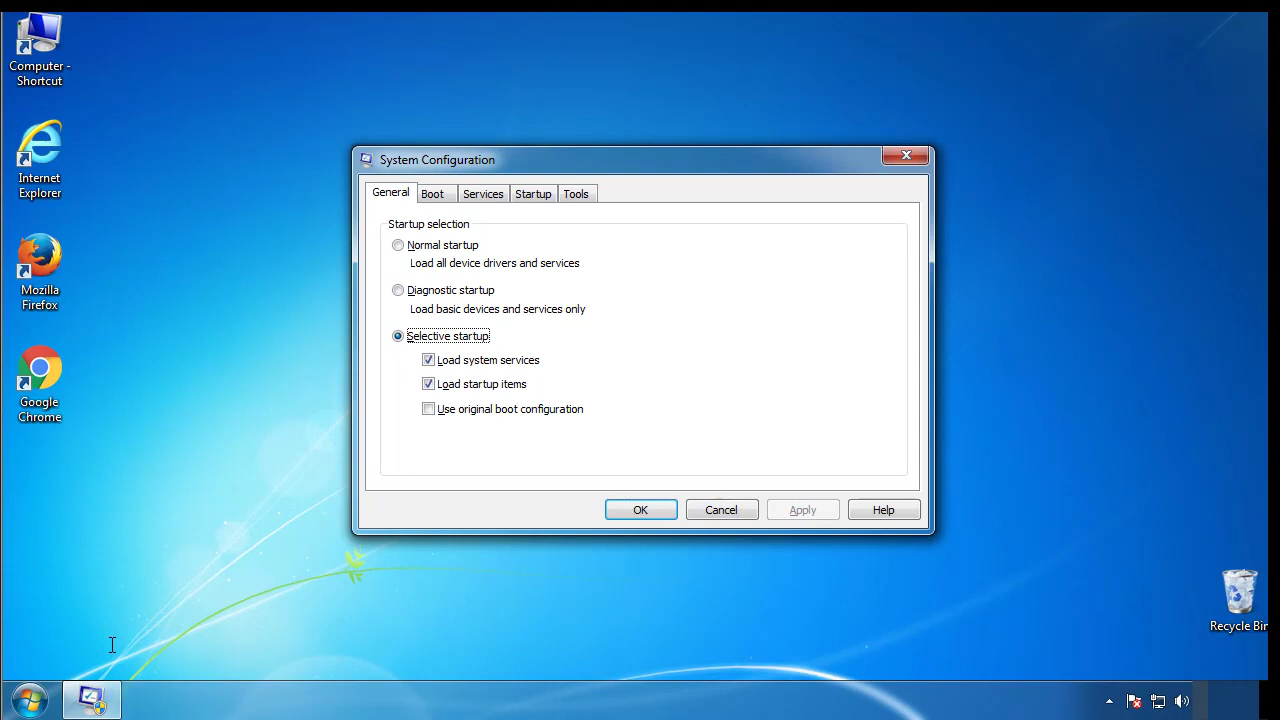 Computer -
Shortcut
Internet
Explorer
Mozilla
Firefox
Google
Chrome
System Configuration
General Boot Services Startup Tools
Startup selection
Normal startup
Load all device drivers and services
Diagnostic startup
Load basic devices and services only
Selective startup
Load system services
Load startup items
Use original boot configuration
OK Cancel Apply Help
Recycle Bin